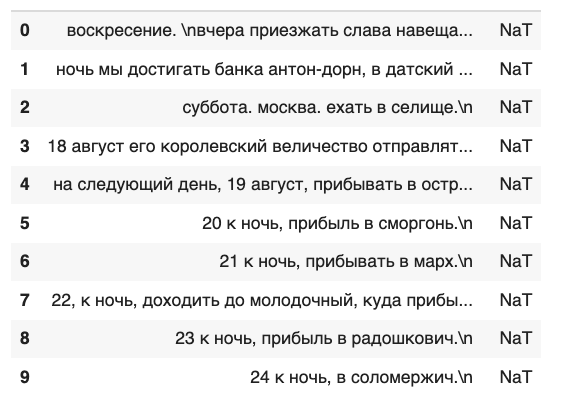 0 воскресение. \nвчера приезжать слава навеща... NaT
1 ночь мы достигать банка антон-дорн, в датский ... NaT
2 суббота. москва. ехать в селище.\n NaT
3 18 август его королевский величество отправлят... NaT
4 на следующий день, 19 август, прибывать в остр... NaT
5 20 к ночь, прибыль в сморгонь.\n NaT
6 21 к ночь, прибывать в марх.\n NaT
7 22, к ночь, доходить до молодочный, куда прибы... NaT
8 23 к ночь, прибыль в радошкович.\n NaT
9 24 к ночь, в соломержич.\n NaT